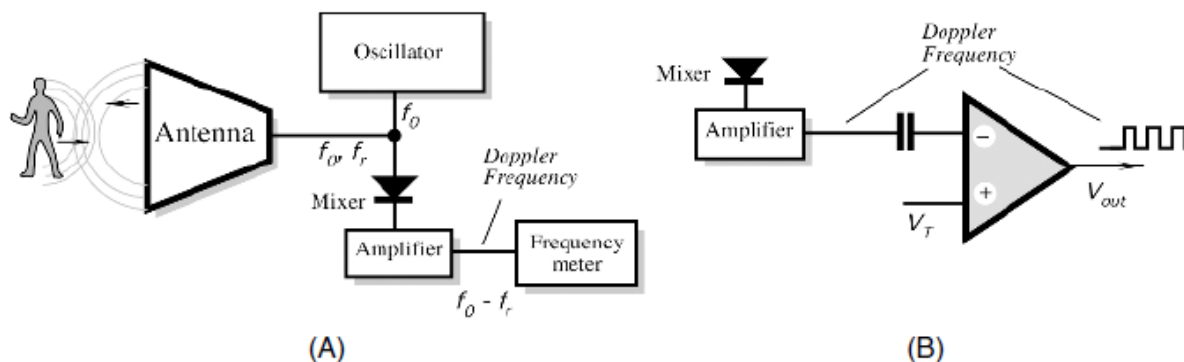 Oscillator
Antenna
f0
f0, fr
Mixer
Doppler
Frequency
Amplifier
Frequency
meter
f0 - fr
(A)
Doppler
Frequency
Mixer
Amplifier
−
+
VT
Vout
(B)